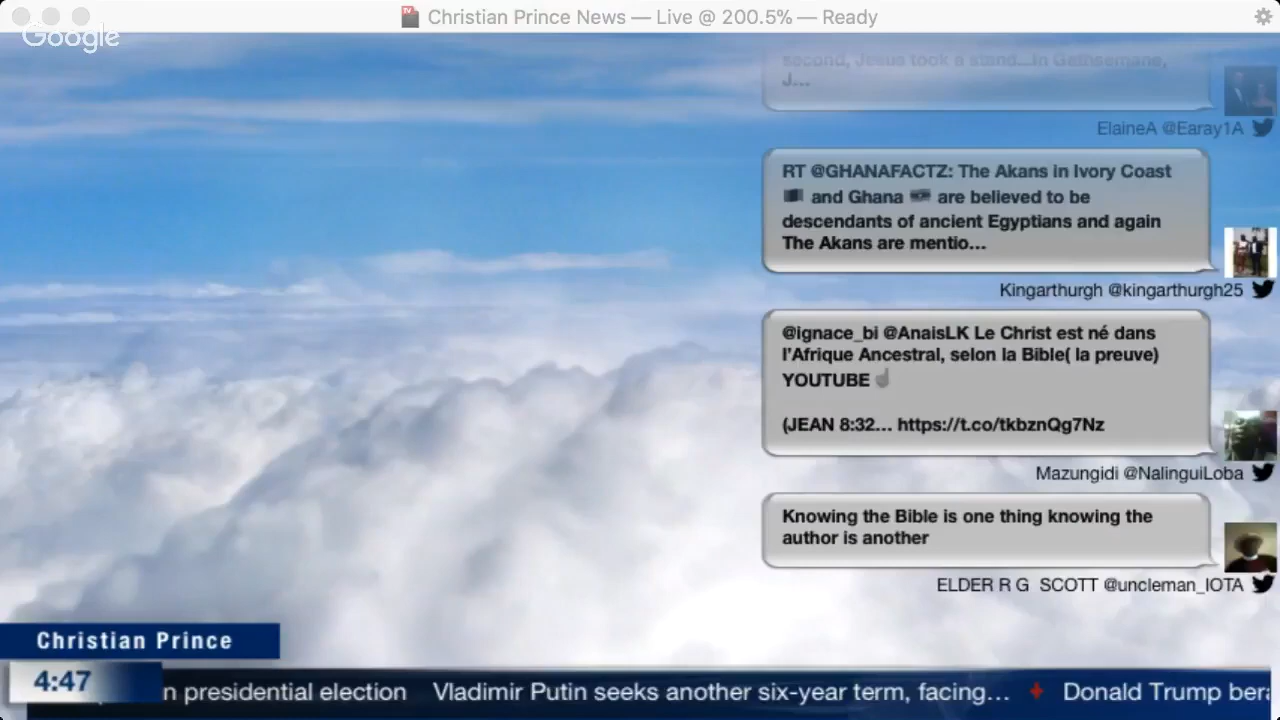 Christian Prince News — Live @ 200.5% — Ready
Google
second, Jesus took a stand...in Gethsemane,
J...
ElaineA @Earay1A
RT @GHANAFACTZ: The Akans in Ivory Coast
and Ghana are believed to be
descendants of ancient Egyptians and again
The Akans are mentio...
Kingarthurgh @kingarthurgh25
@ignace_bi @AnaisLK Le Christ est né dans
l'Afrique Ancestral, selon la Bible( la preuve)
YOUTUBE ☝
(JEAN 8:32... https://t.co/tkbznQg7Nz
Mazungidi @NalinguiLoba
Knowing the Bible is one thing knowing the
author is another
ELDER R G SCOTT @uncleman_IOTA
Christian Prince
4:47
n presidential election Vladimir Putin seeks another six-year term, facing... Donald Trump bera